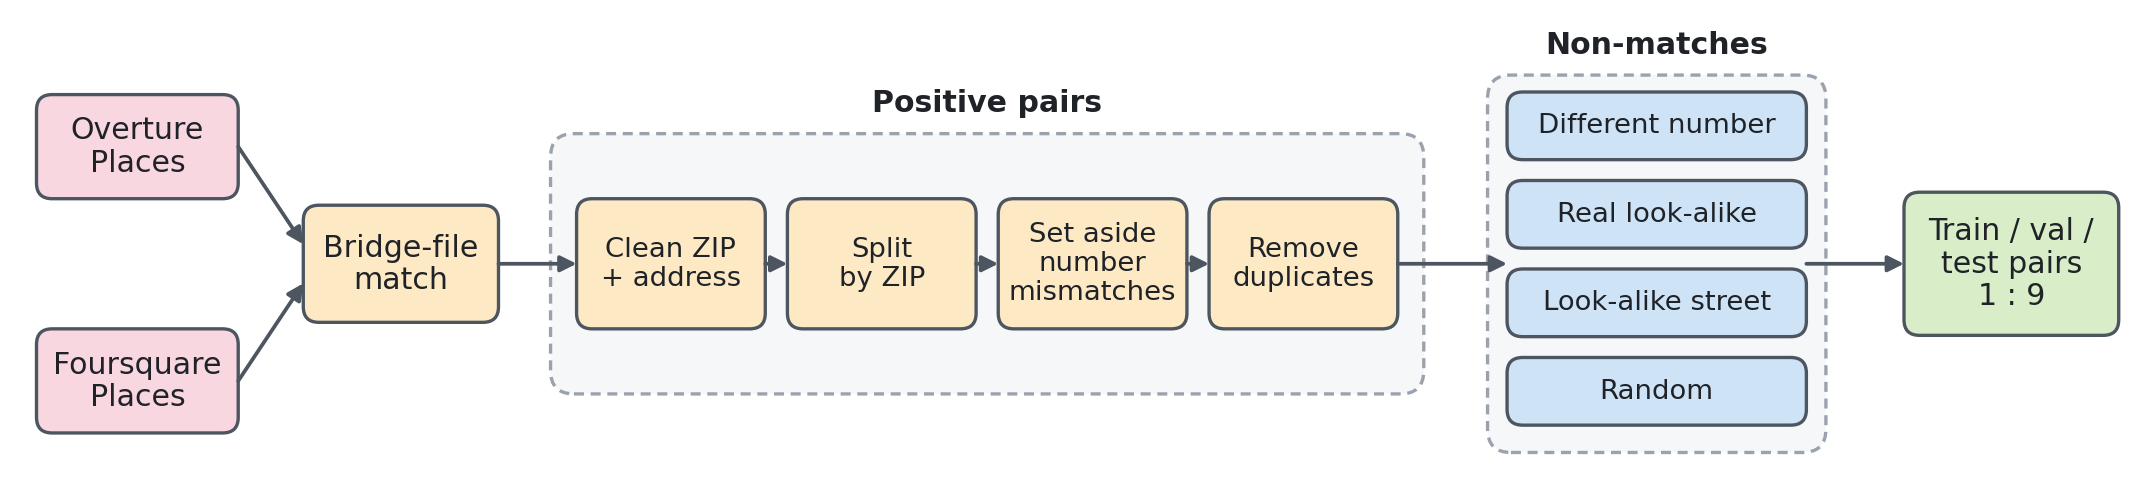 Overture
Places
Foursquare
Places
Bridge-file
match
Positive pairs
Clean ZIP
+ address
Split
by ZIP
Set aside
number
mismatches
Remove
duplicates
Non-matches
Different number
Real look-alike
Look-alike street
Random
Train / val /
test pairs
1 : 9